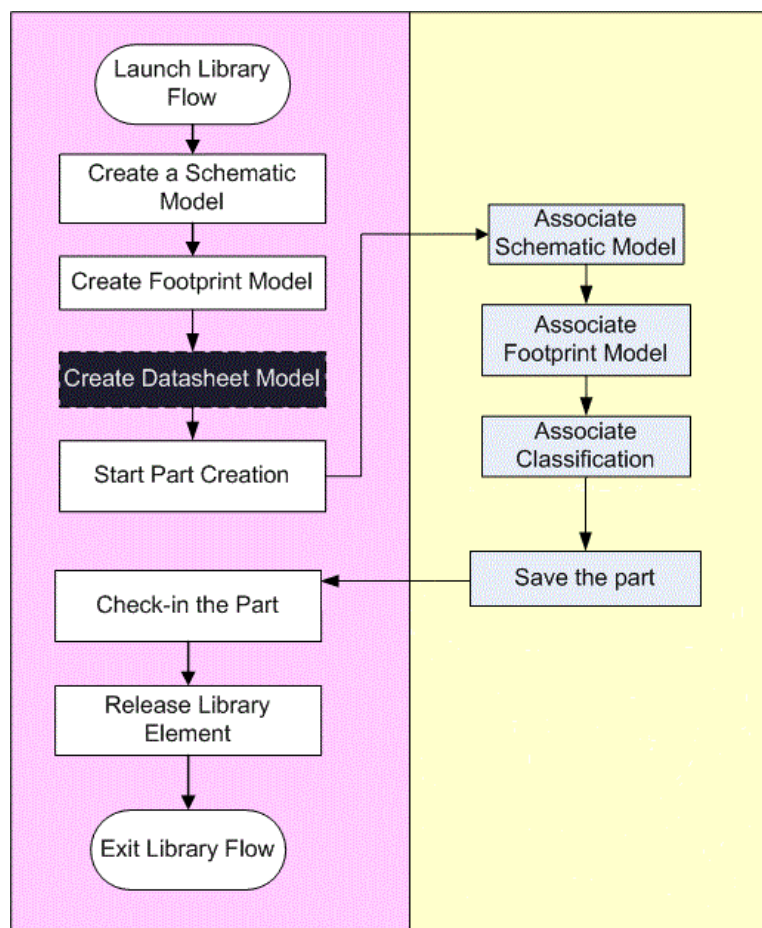 Launch Library
Flow
Create a Schematic
Model
Create Footprint Model
Create Datasheet Model
Start Part Creation
Associate
Schematic Model
Associate
Footprint Model
Associate
Classification
Save the part
Check-in the Part
Release Library
Element
Exit Library Flow